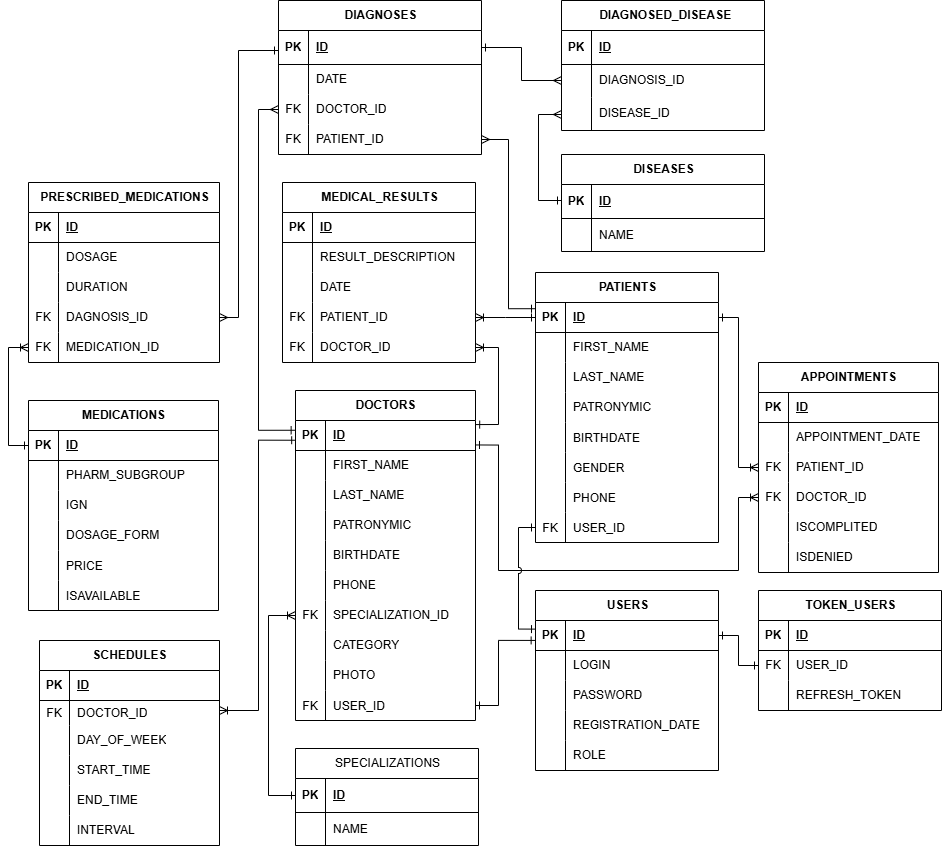 DIAGNOSES
PK ID
DATE
FK DOCTOR_ID
FK PATIENT_ID
DIAGNOSED_DISEASE
PK ID
DIAGNOSIS_ID
DISEASE_ID
DISEASES
PK ID
NAME
PRESCRIBED_MEDICATIONS
PK ID
DOSAGE
DURATION
FK DAGNOSIS_ID
FK MEDICATION_ID
MEDICAL_RESULTS
PK ID
RESULT_DESCRIPTION
DATE
FK PATIENT_ID
FK DOCTOR_ID
PATIENTS
PK ID
FIRST_NAME
LAST_NAME
PATRONYMIC
BIRTHDATE
GENDER
PHONE
FK USER_ID
APPOINTMENTS
PK ID
APPOINTMENT_DATE
FK PATIENT_ID
FK DOCTOR_ID
ISCOMPLITED
ISDENIED
MEDICATIONS
PK ID
PHARM_SUBGROUP
IGN
DOSAGE_FORM
PRICE
ISAVAILABLE
DOCTORS
PK ID
FIRST_NAME
LAST_NAME
PATRONYMIC
BIRTHDATE
PHONE
FK SPECIALIZATION_ID
CATEGORY
PHOTO
FK USER_ID
USERS
PK ID
LOGIN
PASSWORD
REGISTRATION_DATE
ROLE
TOKEN_USERS
PK ID
FK USER_ID
REFRESH_TOKEN
SCHEDULES
PK ID
FK DOCTOR_ID
DAY_OF_WEEK
START_TIME
END_TIME
INTERVAL
SPECIALIZATIONS
PK ID
NAME